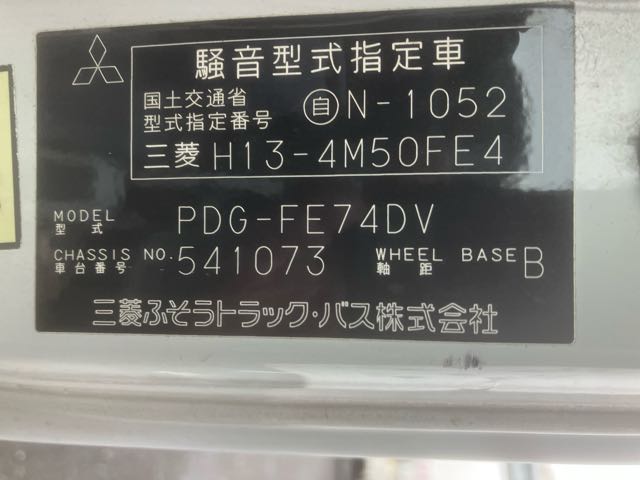 騒音型式指定車
国土交通省
型式指定番号 自N-1052
三菱 H13-4M50FE4
MODEL PDG-FE74DV
型式
CHASSIS NO. 541073 WHEEL BASE B
車台番号 軸距
三菱ふそうトラック・バス株式会社